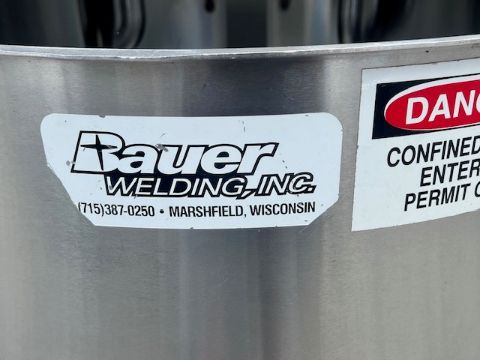 Bauer
WELDING, INC.
(715)387-0250 • MARSHFIELD, WISCONSIN
DANG
CONFINED
ENTER
PERMIT O